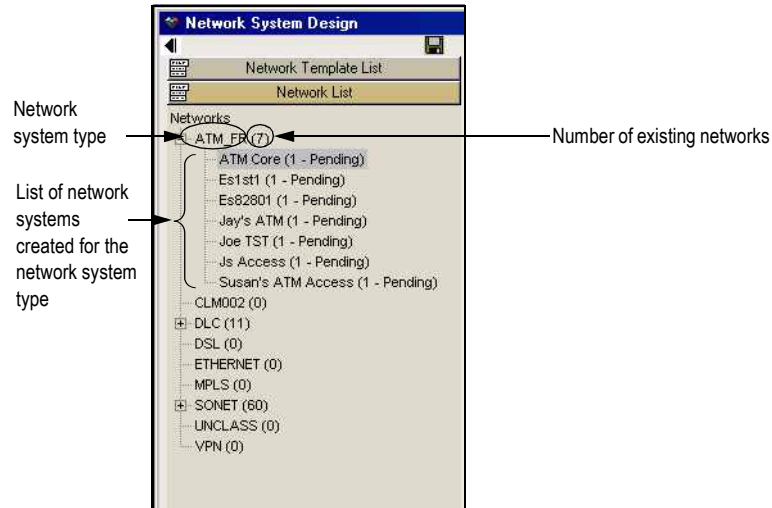 Network System Design
Network Template List
Network List
Networks
ATM_FR (7)
ATM Core (1 - Pending)
Es1st1 (1 - Pending)
Es82801 (1 - Pending)
Jay's ATM (1 - Pending)
Joe TST (1 - Pending)
Js Access (1 - Pending)
Susan's ATM Access (1 - Pending)
CLM002 (0)
DLC (11)
DSL (0)
ETHERNET (0)
MPLS (0)
SONET (60)
UNCLASS (0)
VPN (0)
Network
system type
List of network
systems
created for the
network system
type
Number of existing networks